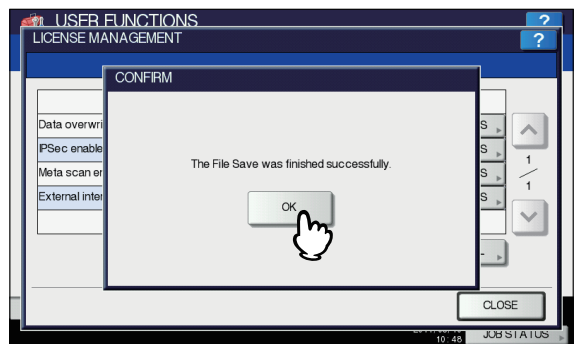 USER FUNCTIONS
?
LICENSE MANAGEMENT
?
CONFIRM
Data overwri
S
IPSec enable
S
Meta scan en
S
External inter
S
1
1
The File Save was finished successfully.
OK
CLOSE
10:48
JOB STATUS